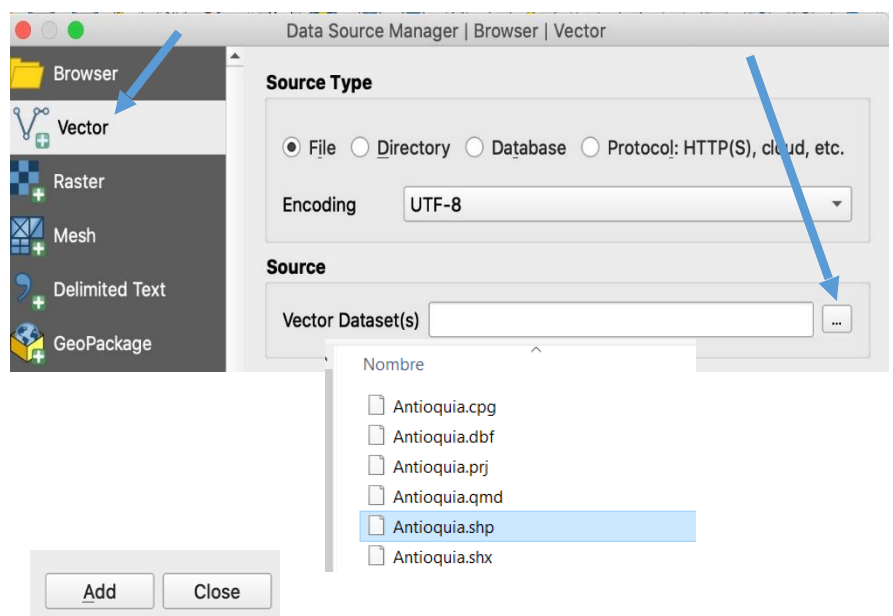 Data Source Manager | Browser | Vector
Browser
Vector
Raster
Mesh
Delimited Text
GeoPackage
Source Type
File Directory Database Protocol: HTTP(S), cloud, etc.
Encoding UTF-8
Source
Vector Dataset(s) ...
Nombre
Antioquia.cpg
Antioquia.dbf
Antioquia.prj
Antioquia.qmd
Antioquia.shp
Antioquia.shx
Add Close